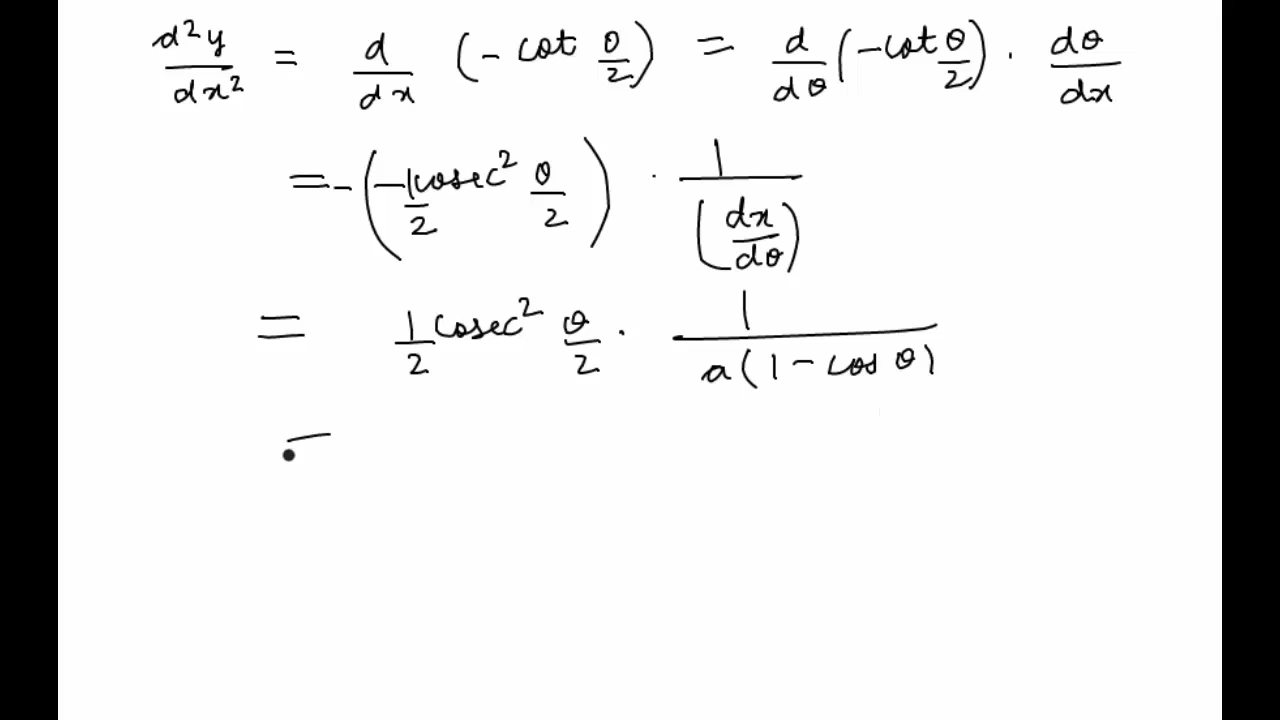 d²y/dx² = d/dx (- cot θ/2) = d/dθ (-cot θ/2) · dθ/dx
= - (-1/2 cosec² θ/2) · 1/(dx/dθ)
= 1/2 cosec² θ/2 · 1/a(1 - cos θ)